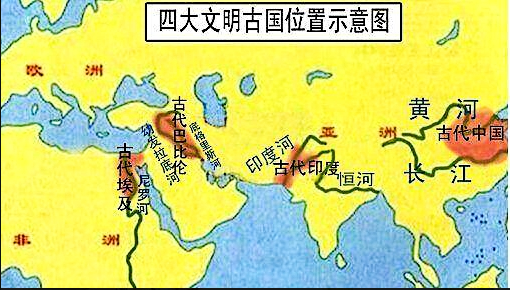 四大文明古国位置示意图
欧洲
黄河
古代巴比伦
底格里斯河
幼发拉底河
亚洲
古代中国
印度河
古代印度
恒河
长江
古代埃及
尼罗河
非洲